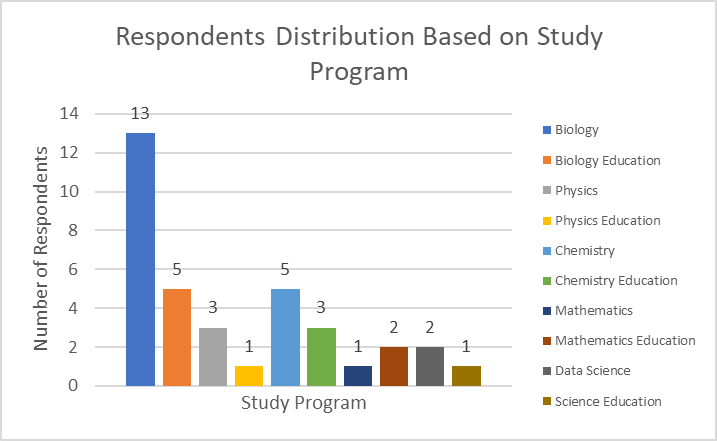 Respondents Distribution Based on Study
Program
Number of Respondents
14
12
10
8
6
4
2
0
13
5
3
1
5
3
1
2
2
1
Study Program
Biology
Biology Education
Physics
Physics Education
Chemistry
Chemistry Education
Mathematics
Mathematics Education
Data Science
Science Education